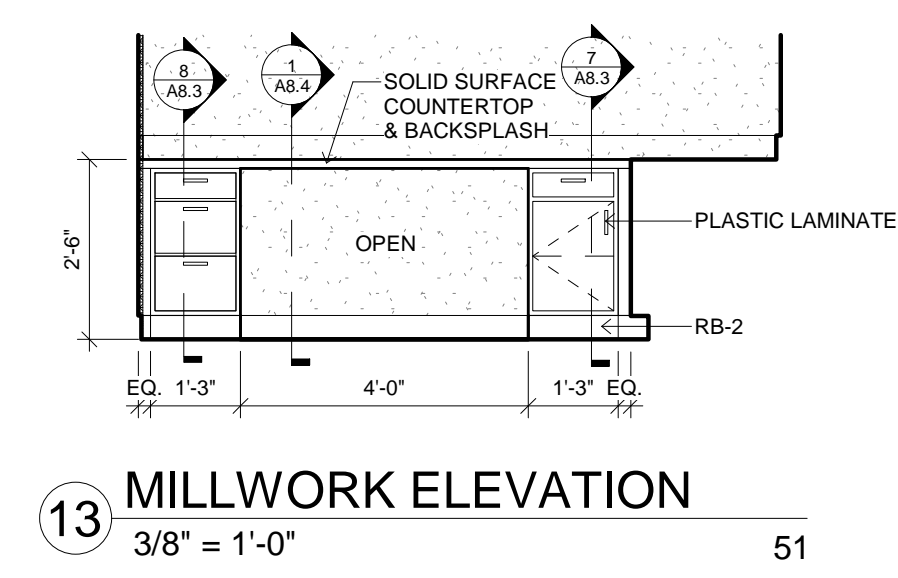 8
A8.3
1
A8.4
7
A8.3
SOLID SURFACE
COUNTERTOP
& BACKSPLASH
2'-6"
OPEN
PLASTIC LAMINATE
RB-2
EQ. 1'-3" 4'-0" 1'-3" EQ.
13 MILLWORK ELEVATION
3/8" = 1'-0" 51